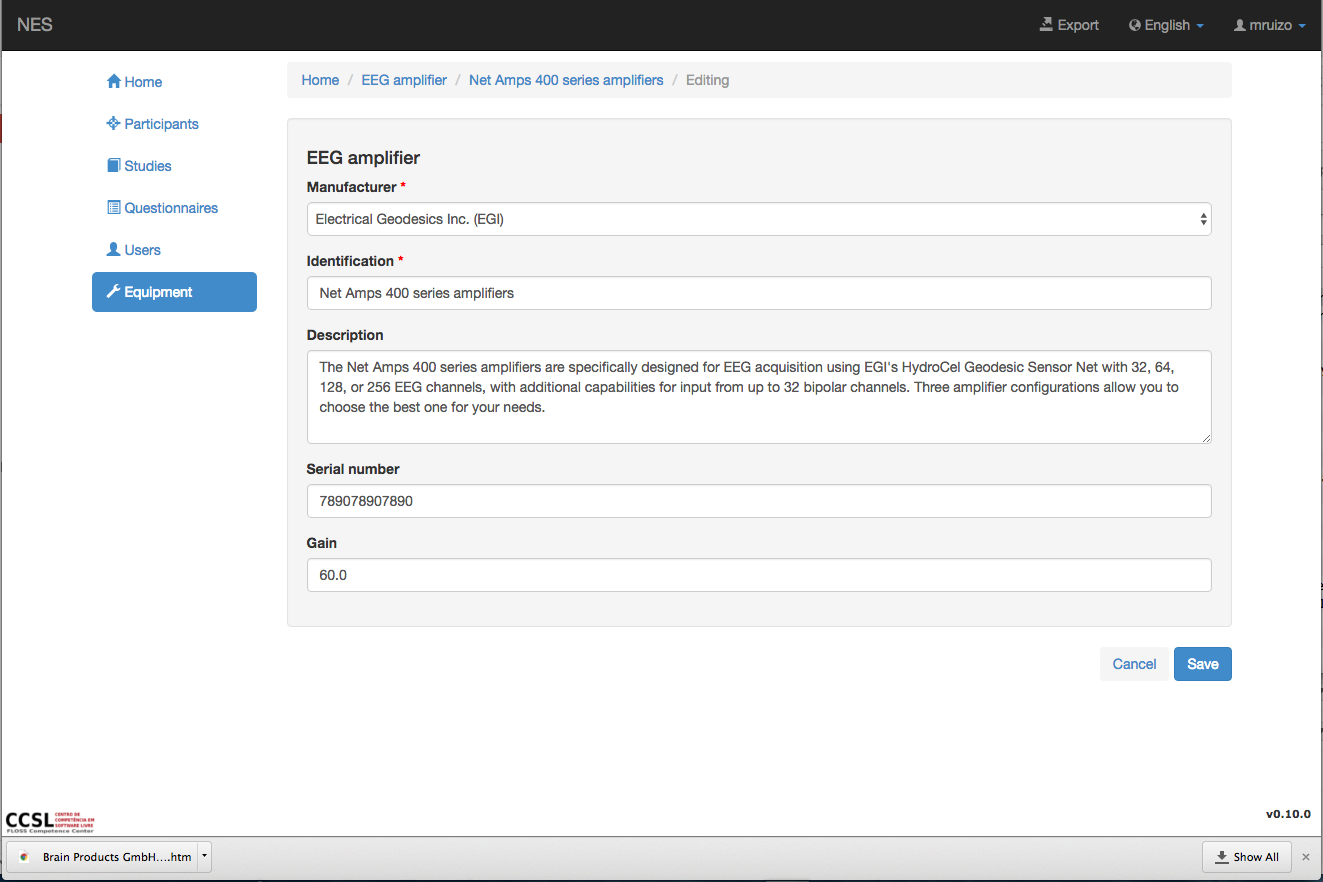 NES
Export
English
mruizo
Home
Participants
Studies
Questionnaires
Users
Equipment
Home / EEG amplifier / Net Amps 400 series amplifiers / Editing
EEG amplifier
Manufacturer *
Electrical Geodesics Inc. (EGI)
Identification *
Net Amps 400 series amplifiers
Description
The Net Amps 400 series amplifiers are specifically designed for EEG acquisition using EGI's HydroCel Geodesic Sensor Net with 32, 64,
128, or 256 EEG channels, with additional capabilities for input from up to 32 bipolar channels. Three amplifier configurations allow you to
choose the best one for your needs.
Serial number
789078907890
Gain
60.0
Cancel
Save
CCSL
CENTRO DE
COMPETÊNCIA EM
SOFTWARE LIVRE
FLOSS Competence Center
v0.10.0
Brain Products GmbH....htm
Show All